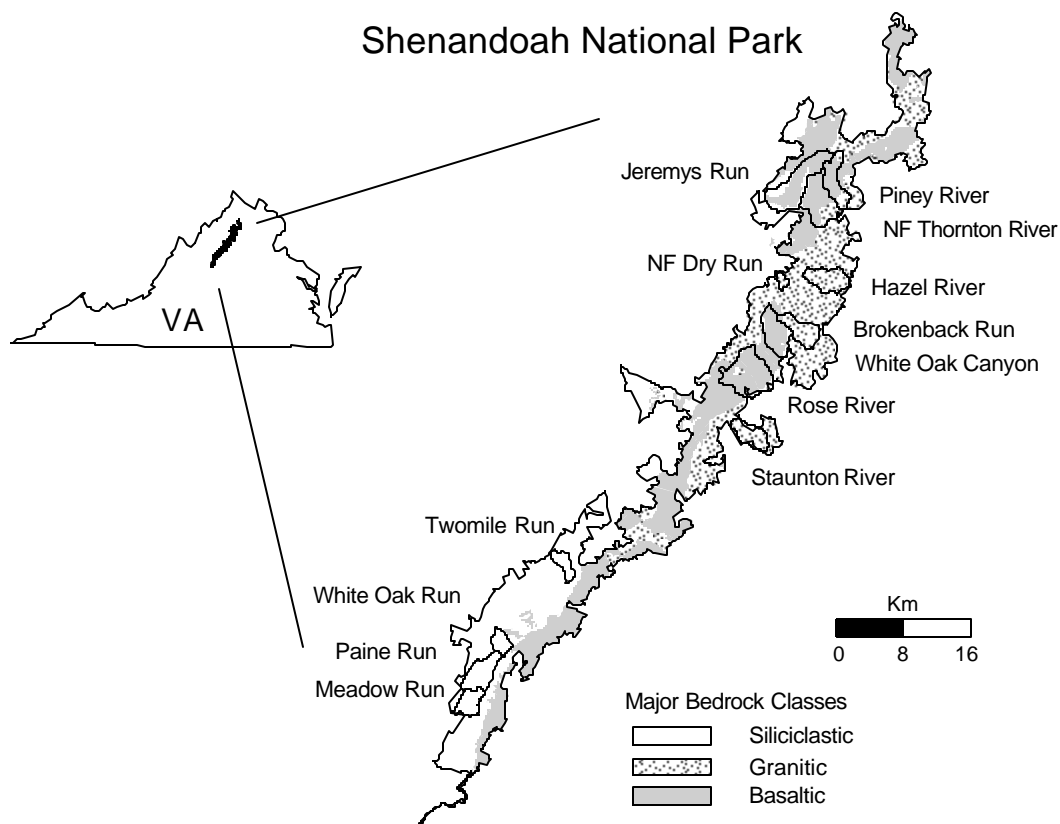 Shenandoah National Park
Jeremys Run
Piney River
NF Thornton River
NF Dry Run
Hazel River
VA
Brokenback Run
White Oak Canyon
Rose River
Staunton River
Twomile Run
White Oak Run
Km
Paine Run
0 8 16
Meadow Run
Major Bedrock Classes
Siliciclastic
Granitic
Basaltic